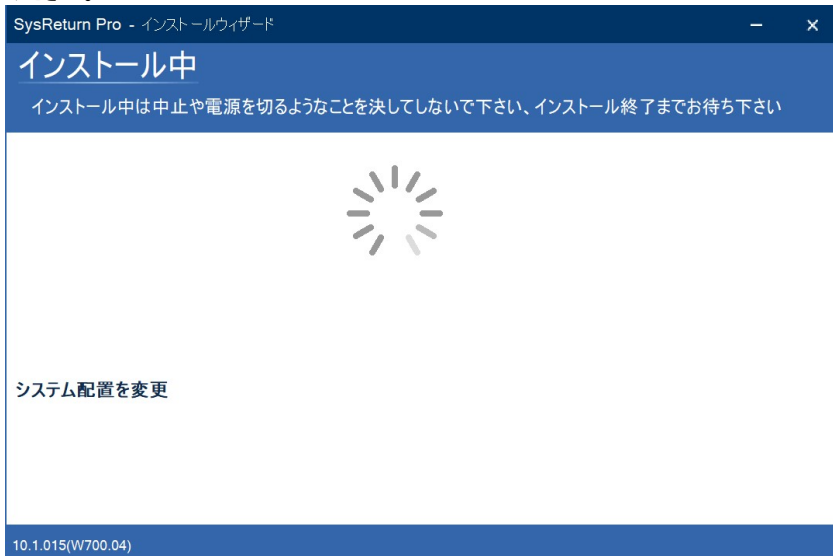 SysReturn Pro - インストールウィザード
インストール中
インストール中は中止や電源を切るようなことを決してしないで下さい、インストール終了までお待ち下さい
システム配置を変更
10.1.015(W700.04)